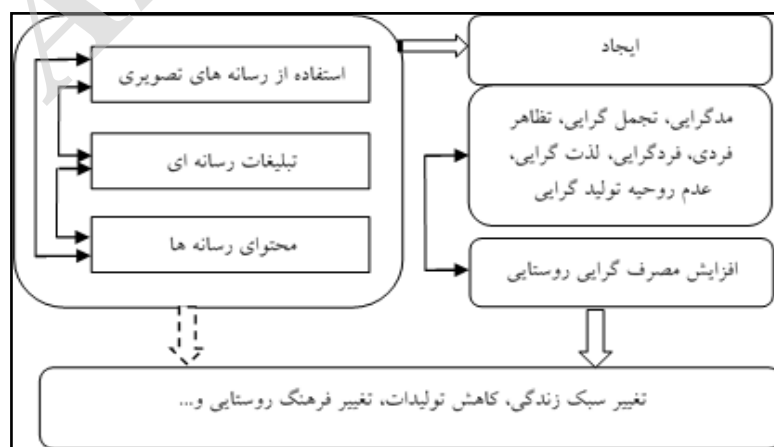 استفاده از رسانه های تصویری
تبلیغات رسانه ای
محتوای رسانه ها
ایجاد
مدگرایی، تجمل گرایی، تظاهر
فردی، فردگرایی، لذت گرایی،
عدم روحیه تولید گرایی
افزایش مصرف گرایی روستایی
تغییر سبک زندگی، کاهش تولیدات، تغییر فرهنگ روستایی و...